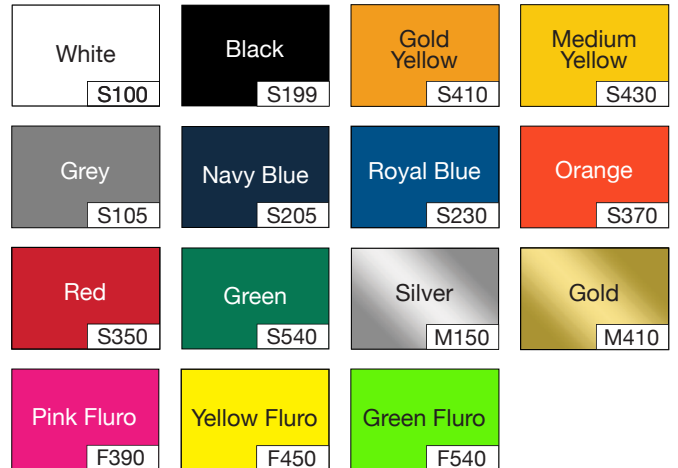 White
S100
Black
S199
Gold
Yellow
S410
Medium
Yellow
S430
Grey
S105
Navy Blue
S205
Royal Blue
S230
Orange
S370
Red
S350
Green
S540
Silver
M150
Gold
M410
Pink Fluro
F390
Yellow Fluro
F450
Green Fluro
F540